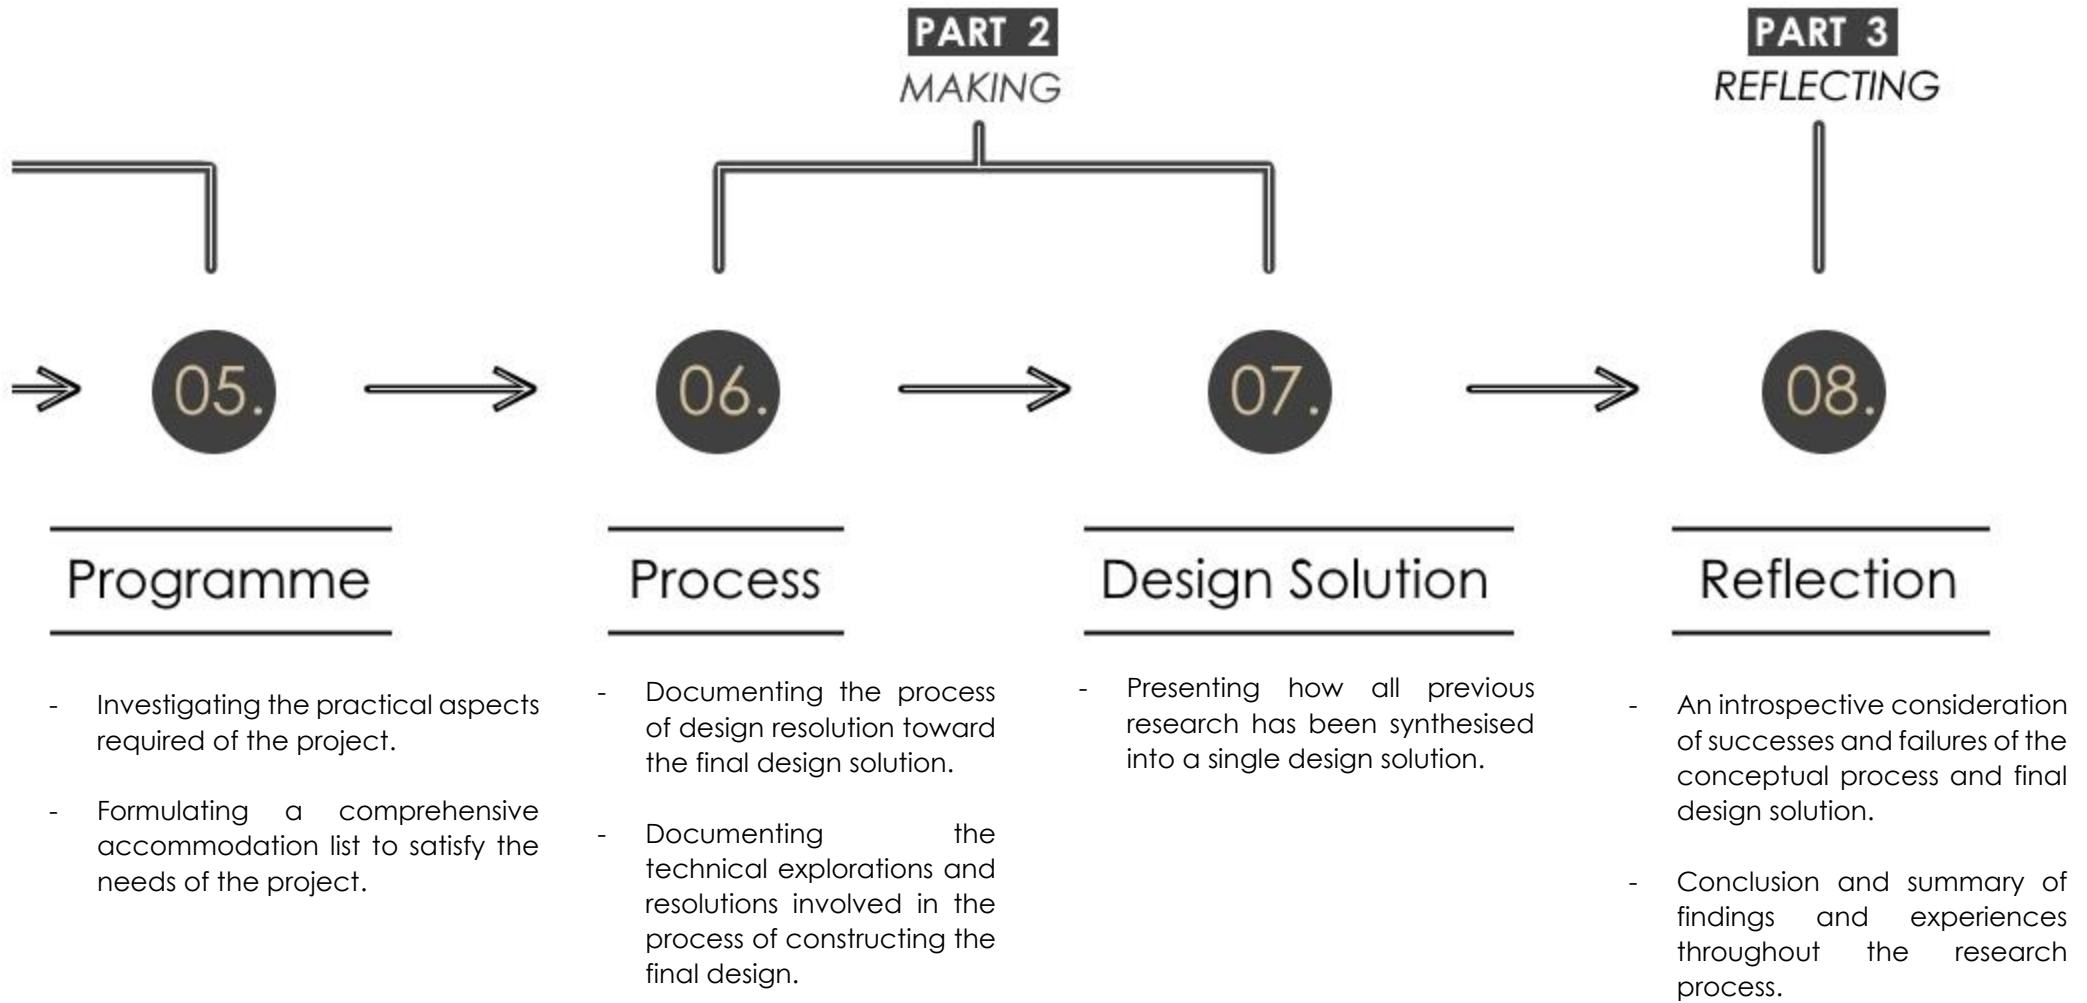 PART 2
MAKING
PART 3
REFLECTING
05.
06.
07.
08.
Programme
Process
Design Solution
Reflection
- Investigating the practical aspects
required of the project.
- Formulating a comprehensive
accommodation list to satisfy the
needs of the project.
- Documenting the process
of design resolution toward
the final design solution.
- Documenting the
technical explorations and
resolutions involved in the
process of constructing the
final design.
- Presenting how all previous
research has been synthesised
into a single design solution.
- An introspective consideration
of successes and failures of the
conceptual process and final
design solution.
- Conclusion and summary of
findings and experiences
throughout the research
process.